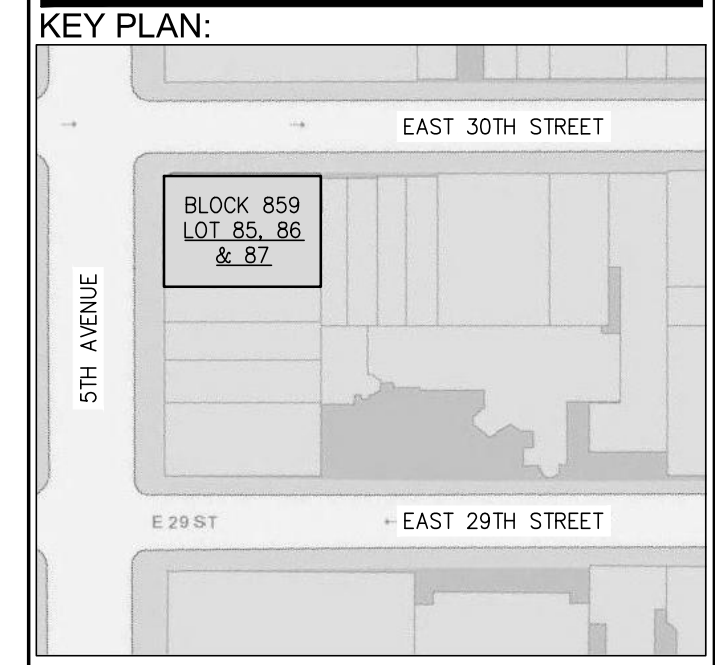 KEY PLAN:
EAST 30TH STREET
BLOCK 859
LOT 85, 86
& 87
5TH AVENUE
E 29 ST
EAST 29TH STREET